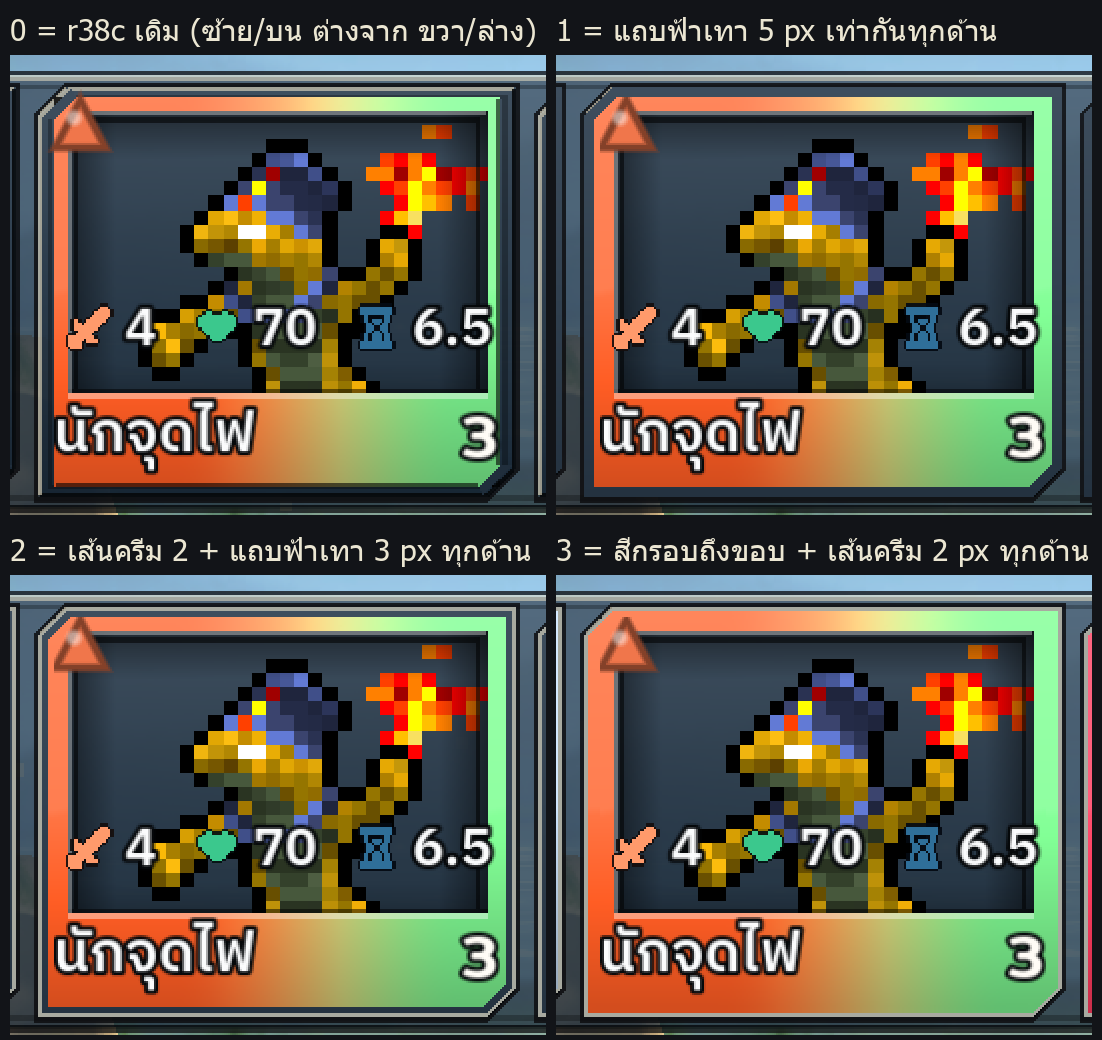 0 = r38c เดิม (ซ้าย/บน ต่างจาก ขวา/ล่าง)
1 = แถบฟ้าเทา 5 px เท่ากันทุกด้าน
4 70 6.5
4 70 6.5
นักจุดไฟ 3
นักจุดไฟ 3
2 = เส้นครีม 2 + แถบฟ้าเทา 3 px ทุกด้าน
3 = สีกรอบถึงขอบ + เส้นครีม 2 px ทุกด้าน
4 70 6.5
4 70 6.5
นักจุดไฟ 3
นักจุดไฟ 3